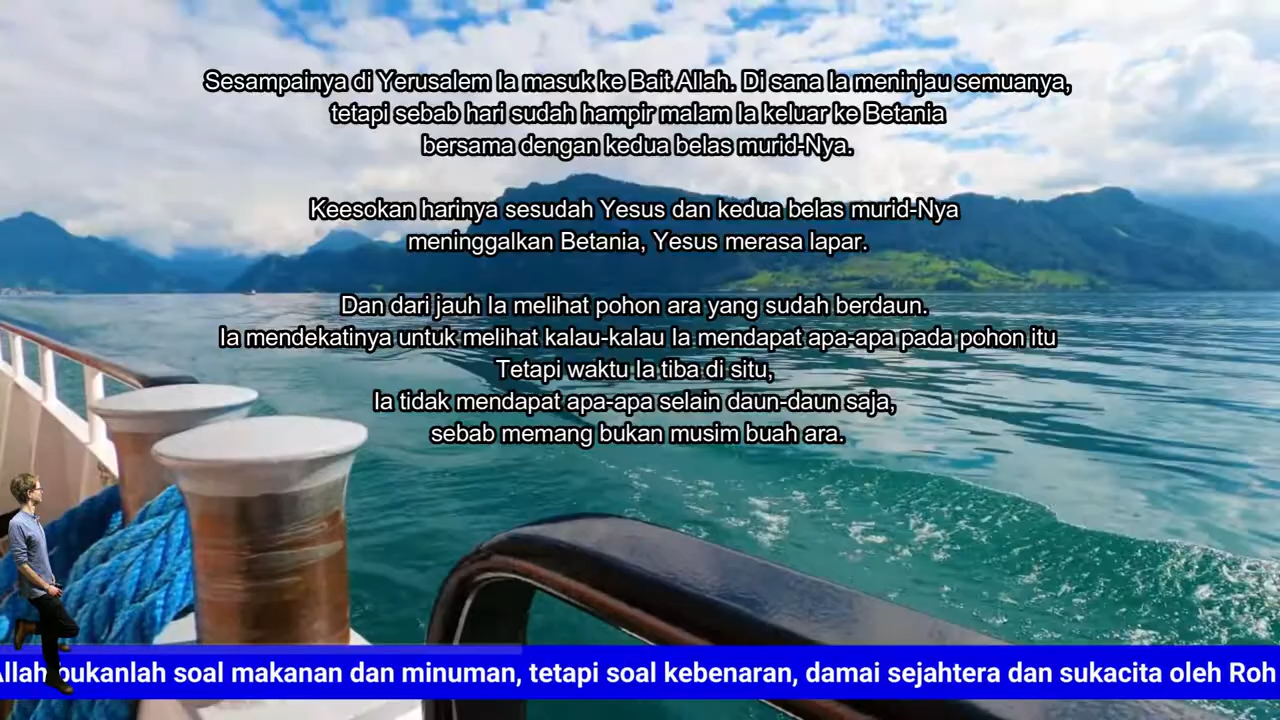 Sesampainya di Yerusalem Ia masuk ke Bait Allah. Di sana Ia meninjau semuanya,
tetapi sebab hari sudah hampir malam Ia keluar ke Betania
bersama dengan kedua belas murid-Nya.
Keesokan harinya sesudah Yesus dan kedua belas murid-Nya
meninggalkan Betania, Yesus merasa lapar.
Dan dari jauh Ia melihat pohon ara yang sudah berdaun.
Ia mendekatinya untuk melihat kalau-kalau Ia mendapat apa-apa pada pohon itu
Tetapi waktu Ia tiba di situ,
Ia tidak mendapat apa-apa selain daun-daun saja,
sebab memang bukan musim buah ara.
Allah bukanlah soal makanan dan minuman, tetapi soal kebenaran, damai sejahtera dan sukacita oleh Roh